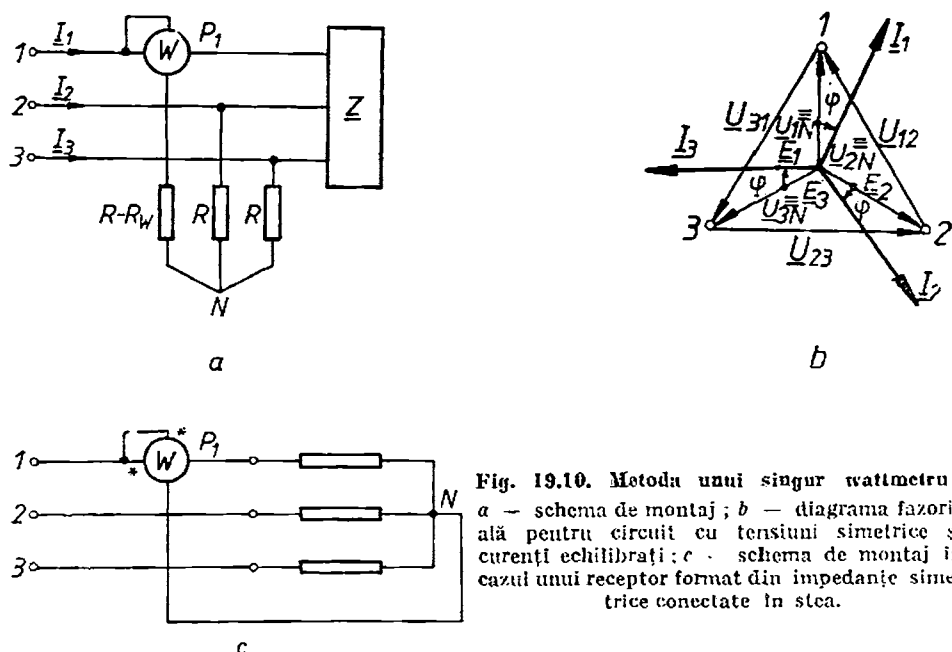 1 I1 W P1
2 I2 Z
3 I3
R-RW R R
N
a
1 I1
φ
U31 U1N≡E1 U12
I3 U2N≡E2
φ U3N≡E3 φ
3 2
U23 I2
b
1 * W * P1
2 N
3
c
Fig. 19.10. Metoda unui singur wattmetru
a — schema de montaj; b — diagrama fazori-
ală pentru circuit cu tensiuni simetrice
curenți echilibrați; c - schema de montaj
cazul unui receptor format din impedanțe sime-
trice conectate în stea.